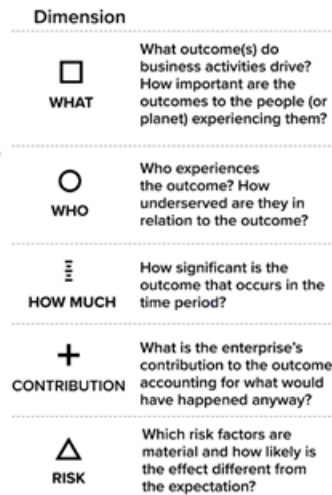 Dimension
What outcome(s) do
business activities drive?
How important are the
outcomes to the people (or
planet) experiencing them?
WHAT
Who experiences
the outcome? How
underserved are they in
relation to the outcome?
WHO
How significant is the
outcome that occurs in the
time period?
HOW MUCH
What is the enterprise's
contribution to the outcome
accounting for what would
have happened anyway?
CONTRIBUTION
Which risk factors are
material and how likely is
the effect different from
the expectation?
RISK